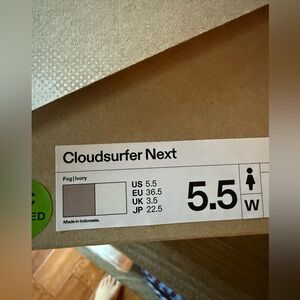 Cloudsurfer Next
Fog | Ivory
US 5.5
EU 36.5
UK 3.5
JP 22.5
5.5
W
Made in Indonesia.
C
ED